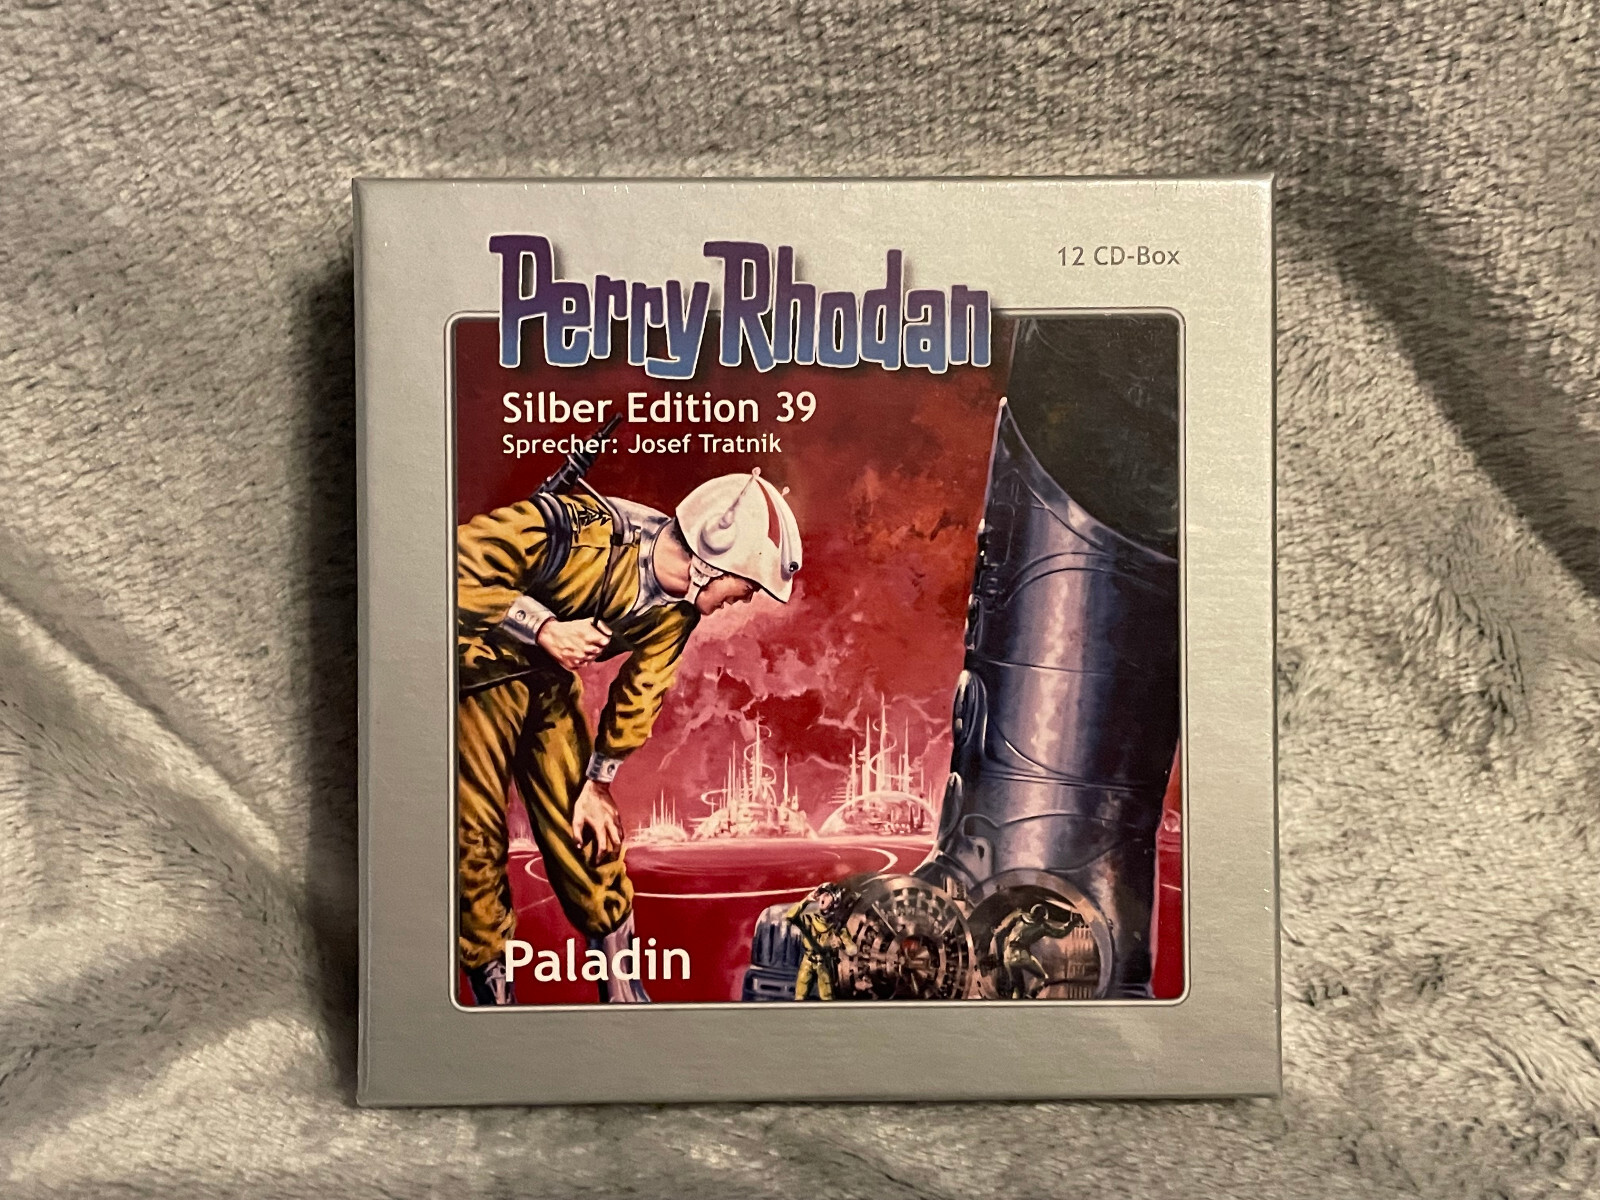 12 CD-Box
Perry Rhodan
Silber Edition 39
Sprecher: Josef Tratnik
Paladin